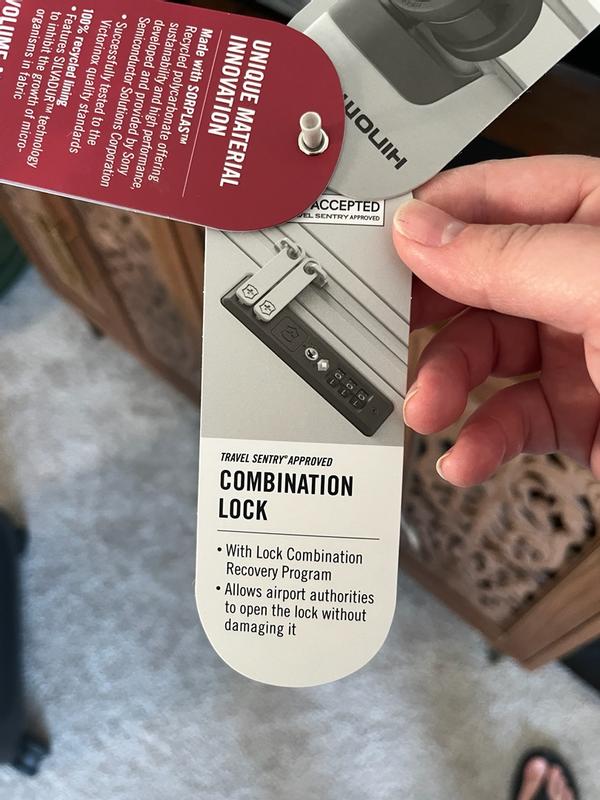 UNIQUE MATERIAL
INNOVATION
Made with SORPLAS™
Recycled polycarbonate offering
sustainability and high performance,
developed and provided by Sony
Semiconductor Solutions Corporation
• Successfully tested to the
Victorinox quality standards
100% recycled lining
• Features SILVADUR™ technology
to inhibit the growth of micro-
organisms in fabric
ACCEPTED
SENTRY APPROVED
TRAVEL SENTRY® APPROVED
COMBINATION
LOCK
• With Lock Combination
Recovery Program
• Allows airport authorities
to open the lock without
damaging it